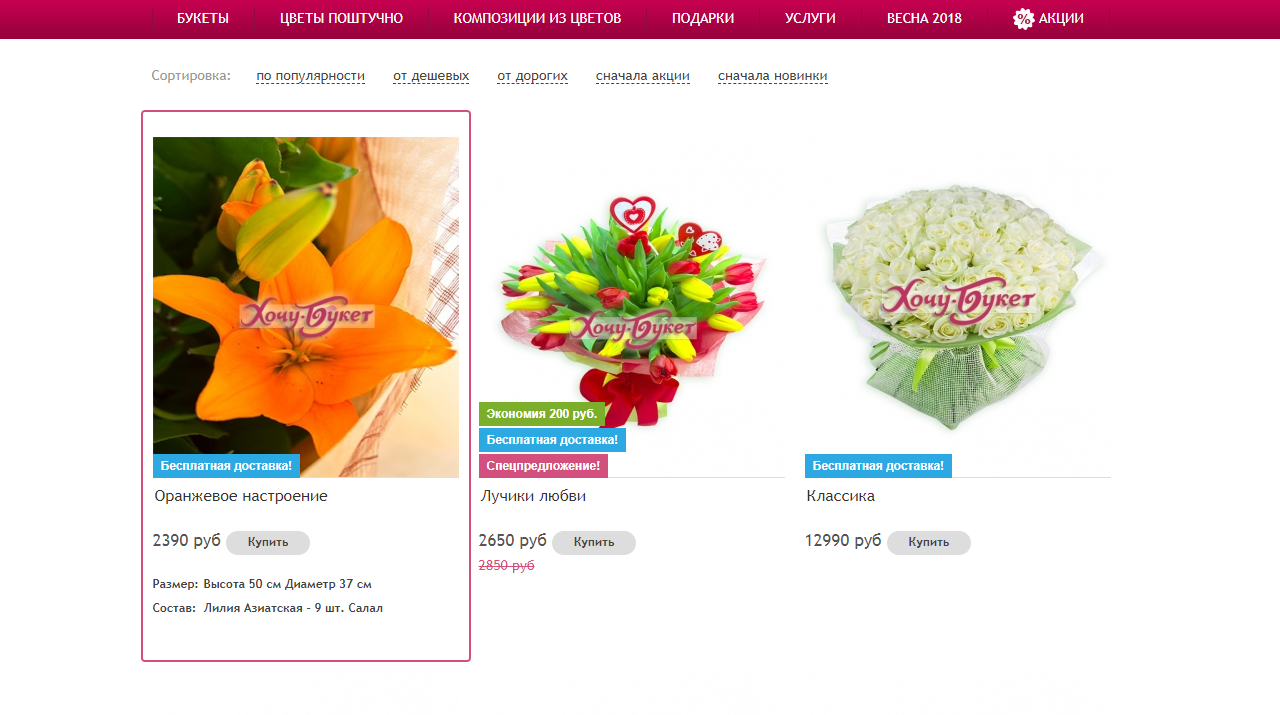 БУКЕТЫ ЦВЕТЫ ПОШТУЧНО КОМПОЗИЦИИ ИЗ ЦВЕТОВ ПОДАРКИ УСЛУГИ ВЕСНА 2018 % АКЦИИ
Сортировка: по популярности от дешевых от дорогих сначала акции сначала новинки
Хочу-Букет
Бесплатная доставка!
Оранжевое настроение
2390 руб Купить
Размер: Высота 50 см Диаметр 37 см
Состав: Лилия Азиатская - 9 шт. Салал
Хочу-Букет
Экономия 200 руб.
Бесплатная доставка!
Спецпредложение!
Лучики любви
2650 руб Купить
2850 руб
Хочу-Букет
Бесплатная доставка!
Классика
12990 руб Купить